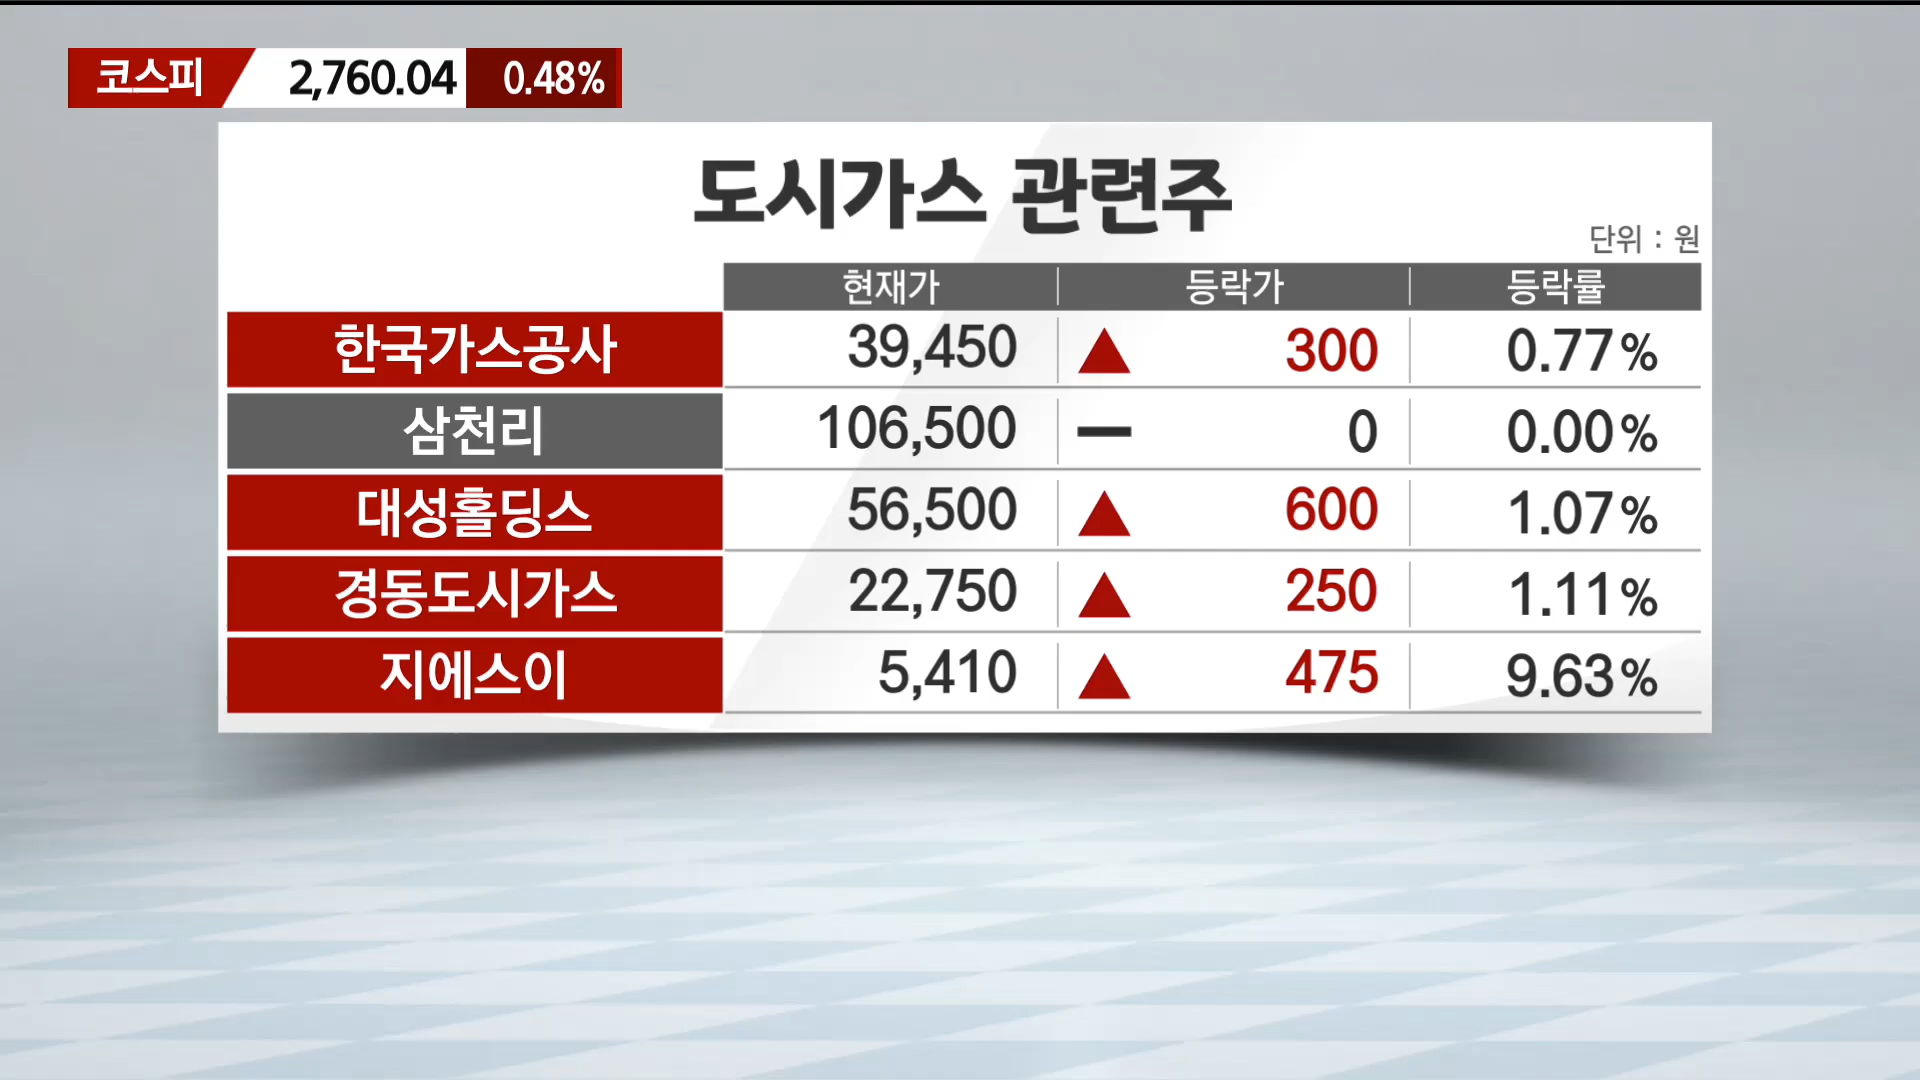 코스피 2,760.04 0.48%
도시가스 관련주
단위 : 원
현재가 등락가 등락률
한국가스공사 39,450 ▲ 300 0.77%
삼천리 106,500 ― 0 0.00%
대성홀딩스 56,500 ▲ 600 1.07%
경동도시가스 22,750 ▲ 250 1.11%
지에스이 5,410 ▲ 475 9.63%